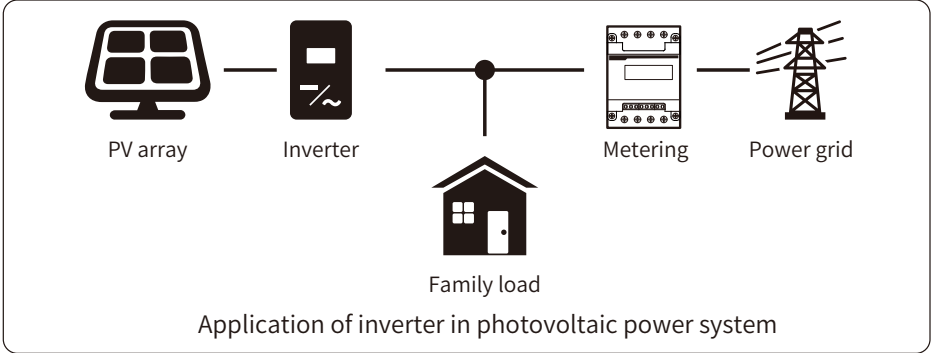 PV array
Inverter
Metering
Power grid
Family load
Application of inverter in photovoltaic power system